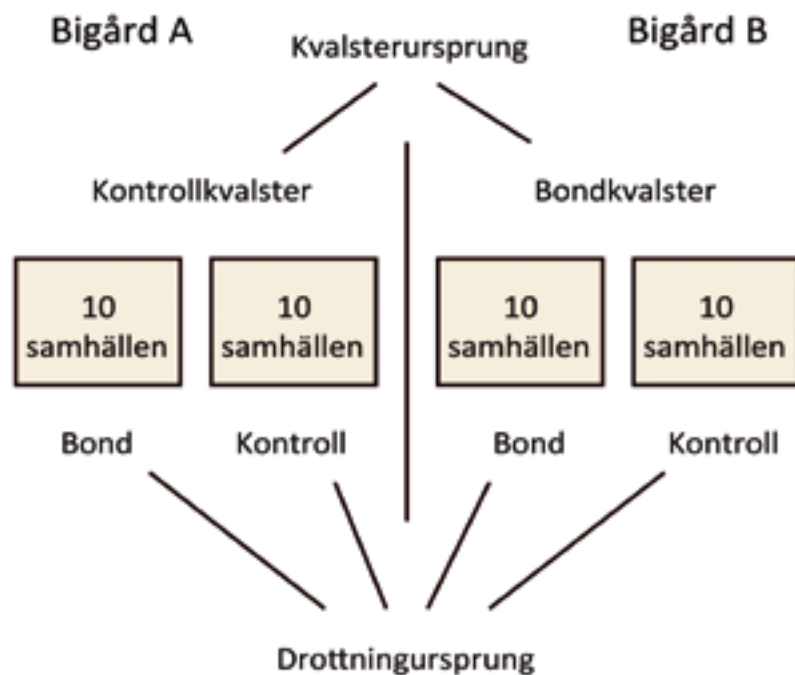 Bigård A
Kvalsterursprung
Bigård B
Kontrollkvalster
Bondkvalster
10
samhällen
10
samhällen
10
samhällen
10
samhällen
Bond
Kontroll
Bond
Kontroll
Drottningursprung